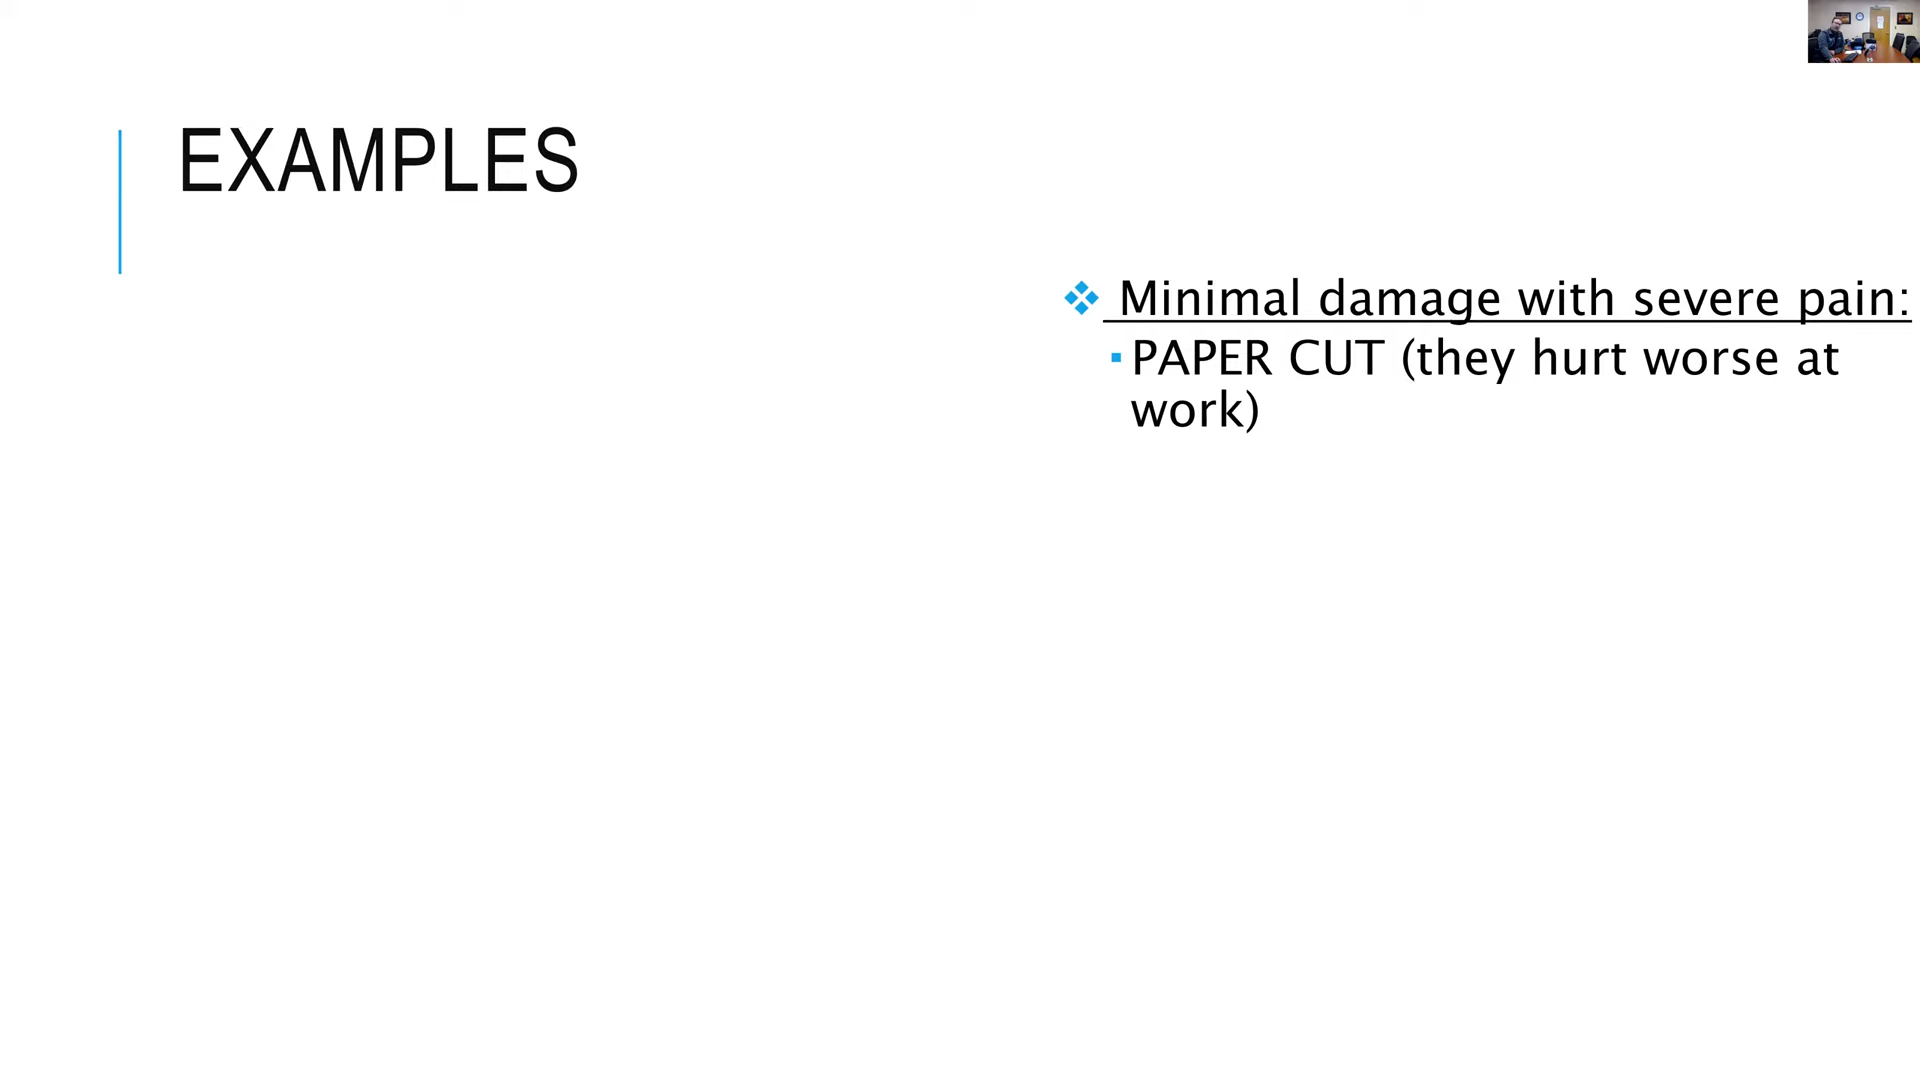 EXAMPLES
Minimal damage with severe pain:
PAPER CUT (they hurt worse at
work)